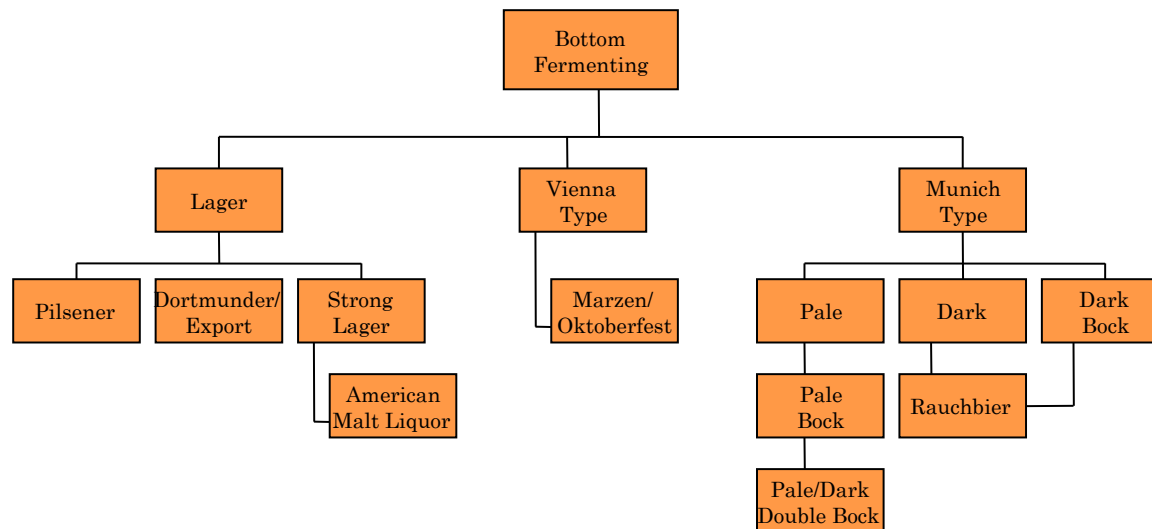 Bottom
Fermenting
Lager
Vienna
Type
Munich
Type
Pilsener
Dortmunder/
Export
Strong
Lager
Marzen/
Oktoberfest
Pale
Dark
Dark
Bock
American
Malt Liquor
Pale
Bock
Rauchbier
Pale/Dark
Double Bock